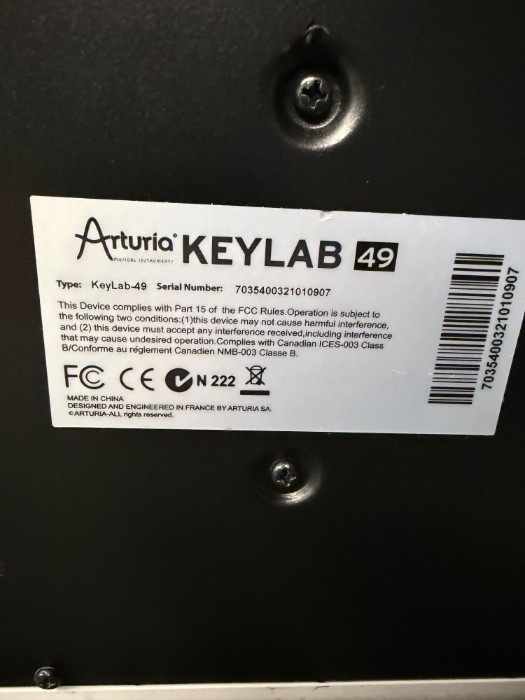 Arturia®
MUSICAL INSTRUMENTS
KEYLAB 49
Type: KeyLab-49 Serial Number: 7035400321010907
This Device complies with Part 15 of the FCC Rules.Operation is subject to
the following two conditions:(1)this device may not cause harmful interference,
and (2) this device must accept any interference received,including interference
that may cause undesired operation.Complies with Canadian ICES-003 Class
B/Conforme au règlement Canadien NMB-003 Classe B.
FC CE N 222
MADE IN CHINA
DESIGNED AND ENGINEERED IN FRANCE BY ARTURIA SA.
©ARTURIA-ALL rights reserved.
7035400321010907